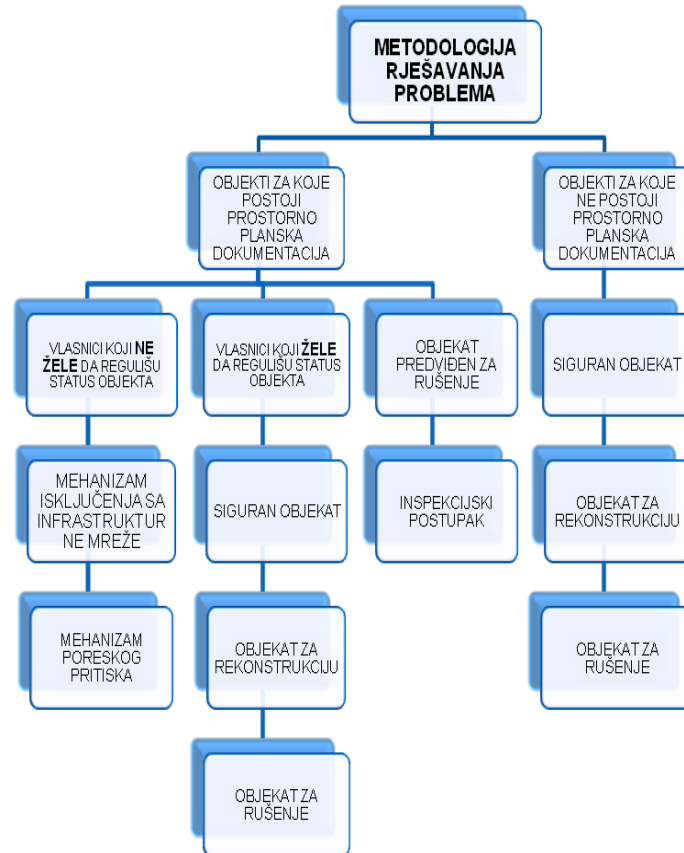 METODOLOGIJA
RJEŠAVANJA
PROBLEMA
OBJEKTI ZA KOJE
POSTOJI
PROSTORNO
PLANSKA
DOKUMENTACIJA
OBJEKTI ZA KOJE
NE POSTOJI
PROSTORNO
PLANSKA
DOKUMENTACIJA
VLASNICI KOJI NE
ŽELE DA REGULIŠU
STATUS OBJEKTA
VLASNICI KOJI ŽELE
DA REGULIŠU STATUS
OBJEKTA
OBJEKAT
PREDVIĐEN ZA
RUŠENJE
SIGURAN OBJEKAT
MEHANIZAM
ISKLJUČENJA SA
INFRASTRUKTUR
NE MREŽE
SIGURAN OBJEKAT
INSPEKCIJSKI
POSTUPAK
OBJEKAT ZA
REKONSTRUKCIJU
MEHANIZAM
PORESKOG
PRITISKA
OBJEKAT ZA
REKONSTRUKCIJU
OBJEKAT ZA
RUŠENJE
OBJEKAT ZA
RUŠENJE